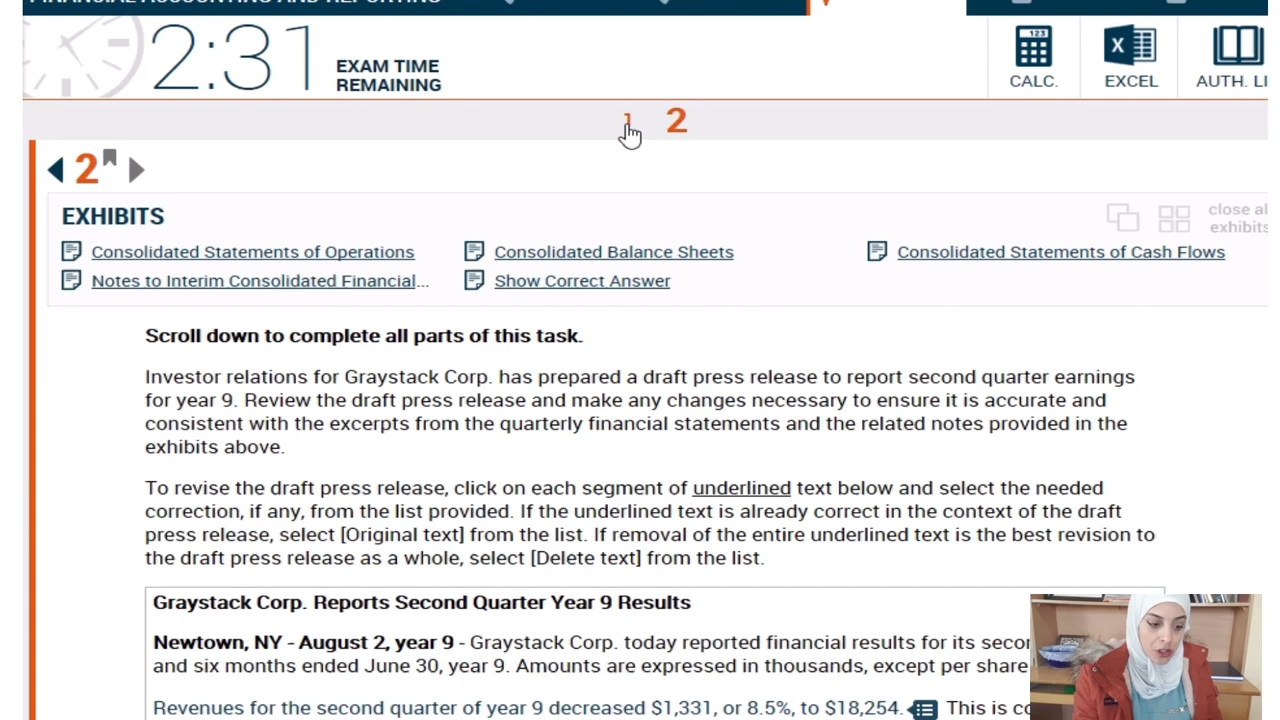 FINANCIAL ACCOUNTING AND REPORTING
2:31
EXAM TIME
REMAINING
123
CALC.
X
EXCEL
AUTH. LI
1 2
2
EXHIBITS
close al
exhibits
Consolidated Statements of Operations
Consolidated Balance Sheets
Consolidated Statements of Cash Flows
Notes to Interim Consolidated Financial...
Show Correct Answer
Scroll down to complete all parts of this task.
Investor relations for Graystack Corp. has prepared a draft press release to report second quarter earnings
for year 9. Review the draft press release and make any changes necessary to ensure it is accurate and
consistent with the excerpts from the quarterly financial statements and the related notes provided in the
exhibits above.
To revise the draft press release, click on each segment of underlined text below and select the needed
correction, if any, from the list provided. If the underlined text is already correct in the context of the draft
press release, select [Original text] from the list. If removal of the entire underlined text is the best revision to
the draft press release as a whole, select [Delete text] from the list.
Graystack Corp. Reports Second Quarter Year 9 Results
Newtown, NY - August 2, year 9 - Graystack Corp. today reported financial results for its secon
and six months ended June 30, year 9. Amounts are expressed in thousands, except per share
Revenues for the second quarter of year 9 decreased $1,331, or 8.5%, to $18,254. This is co